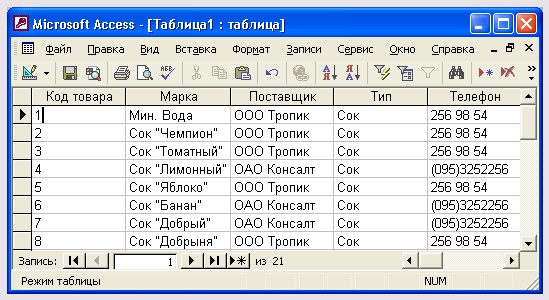 Microsoft Access - [Таблица1 : таблица]
Файл Правка Вид Вставка Формат Записи Сервис Окно Справка
Код товара Марка Поставщик Тип Телефон
1 Мин. Вода ООО Тропик Сок 256 98 54
2 Сок "Чемпион" ООО Тропик Сок 256 98 54
3 Сок "Томатный" ООО Тропик Сок 256 98 54
4 Сок "Лимонный" ОАО Консалт Сок (095)3252256
5 Сок "Яблоко" ООО Тропик Сок 256 98 54
6 Сок "Банан" ОАО Консалт Сок (095)3252256
7 Сок "Добрый" ОАО Консалт Сок (095)3252256
8 Сок "Добрыня" ООО Тропик Сок 256 98 54
Запись: 1 из 21
Режим таблицы NUM